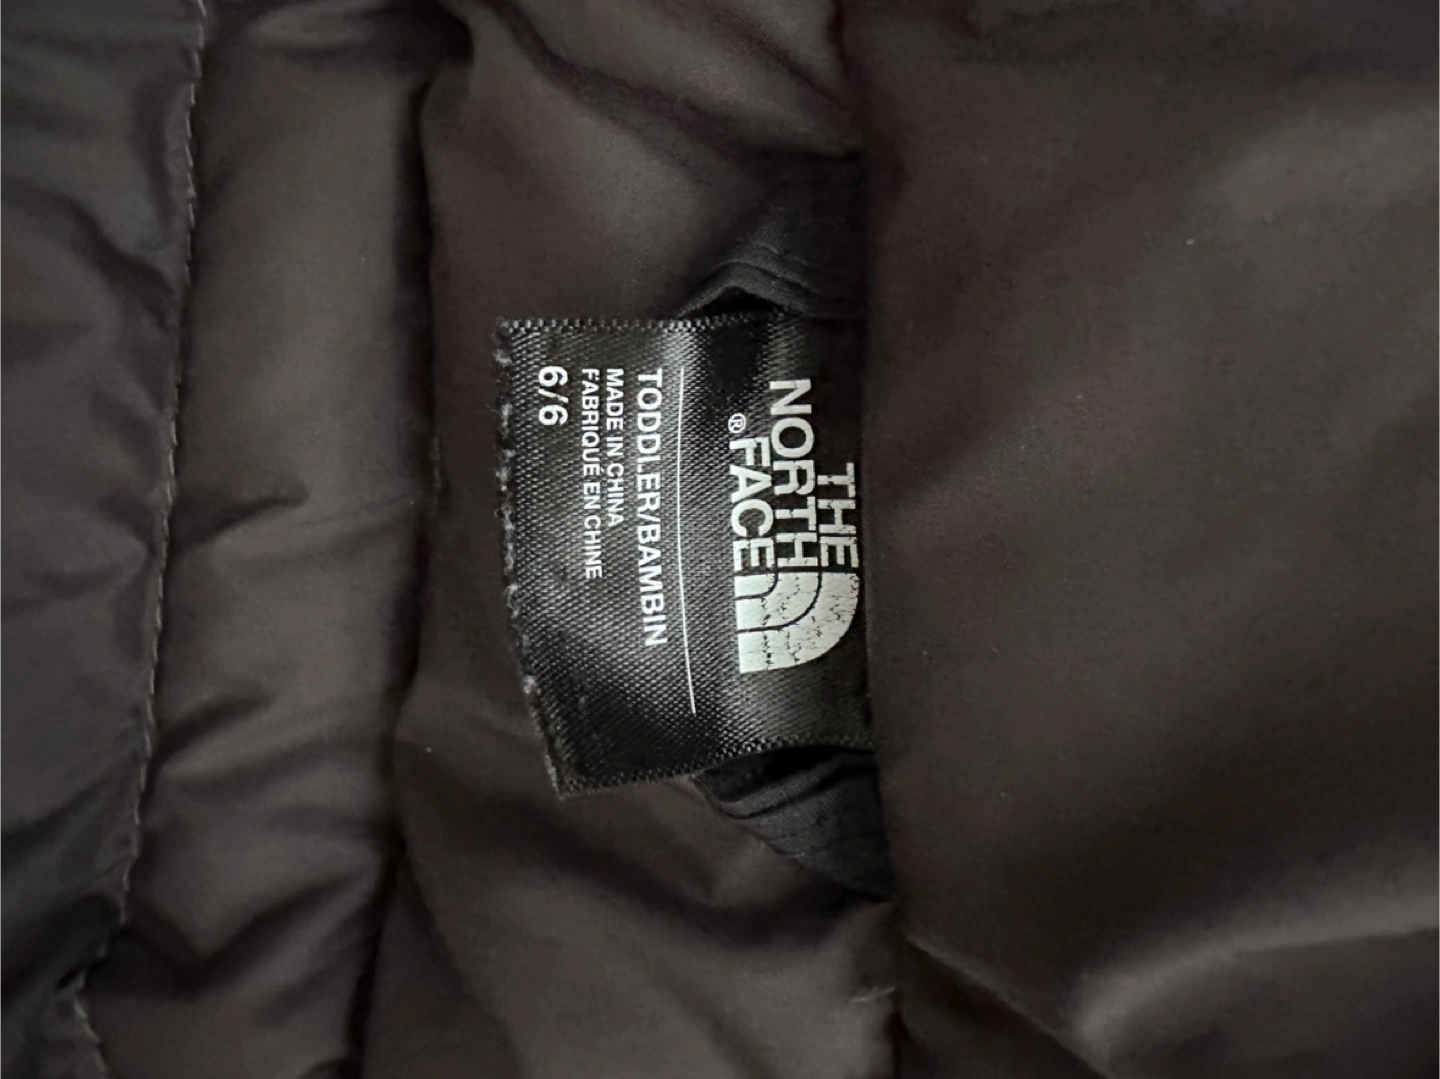 THE
NORTH
®FACE
TODDLER/BAMBIN
MADE IN CHINA
FABRIQUÉ EN CHINE
6/6